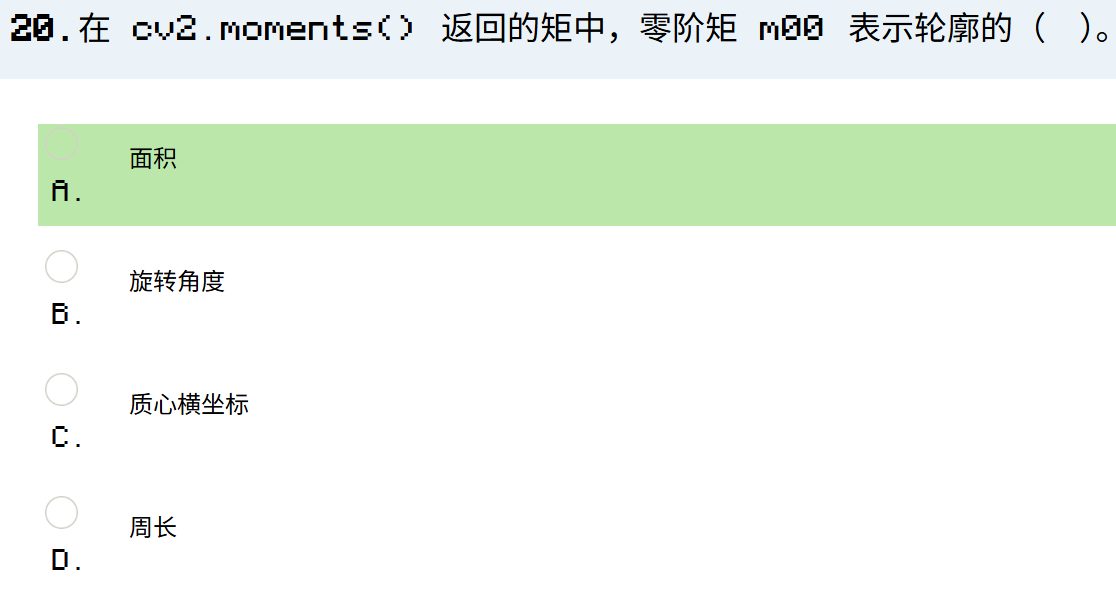 20.在 cv2.moments() 返回的矩中，零阶矩 m00 表示轮廓的（ ）。
面积
A.
旋转角度
B.
质心横坐标
C.
周长
D.